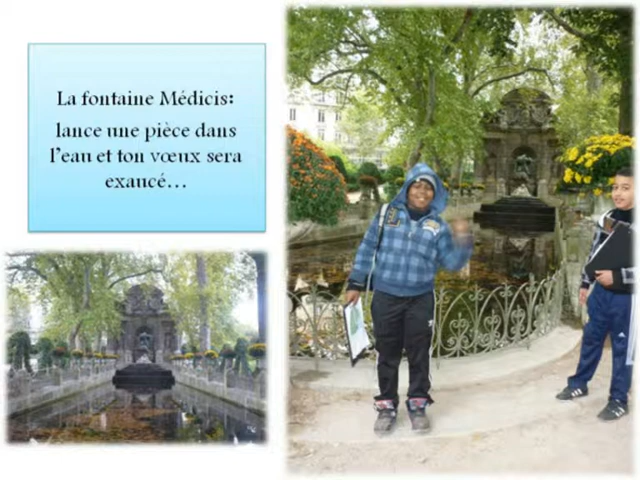 La fontaine Médicis:
lance une pièce dans
l'eau et ton vœux sera
exaucé…